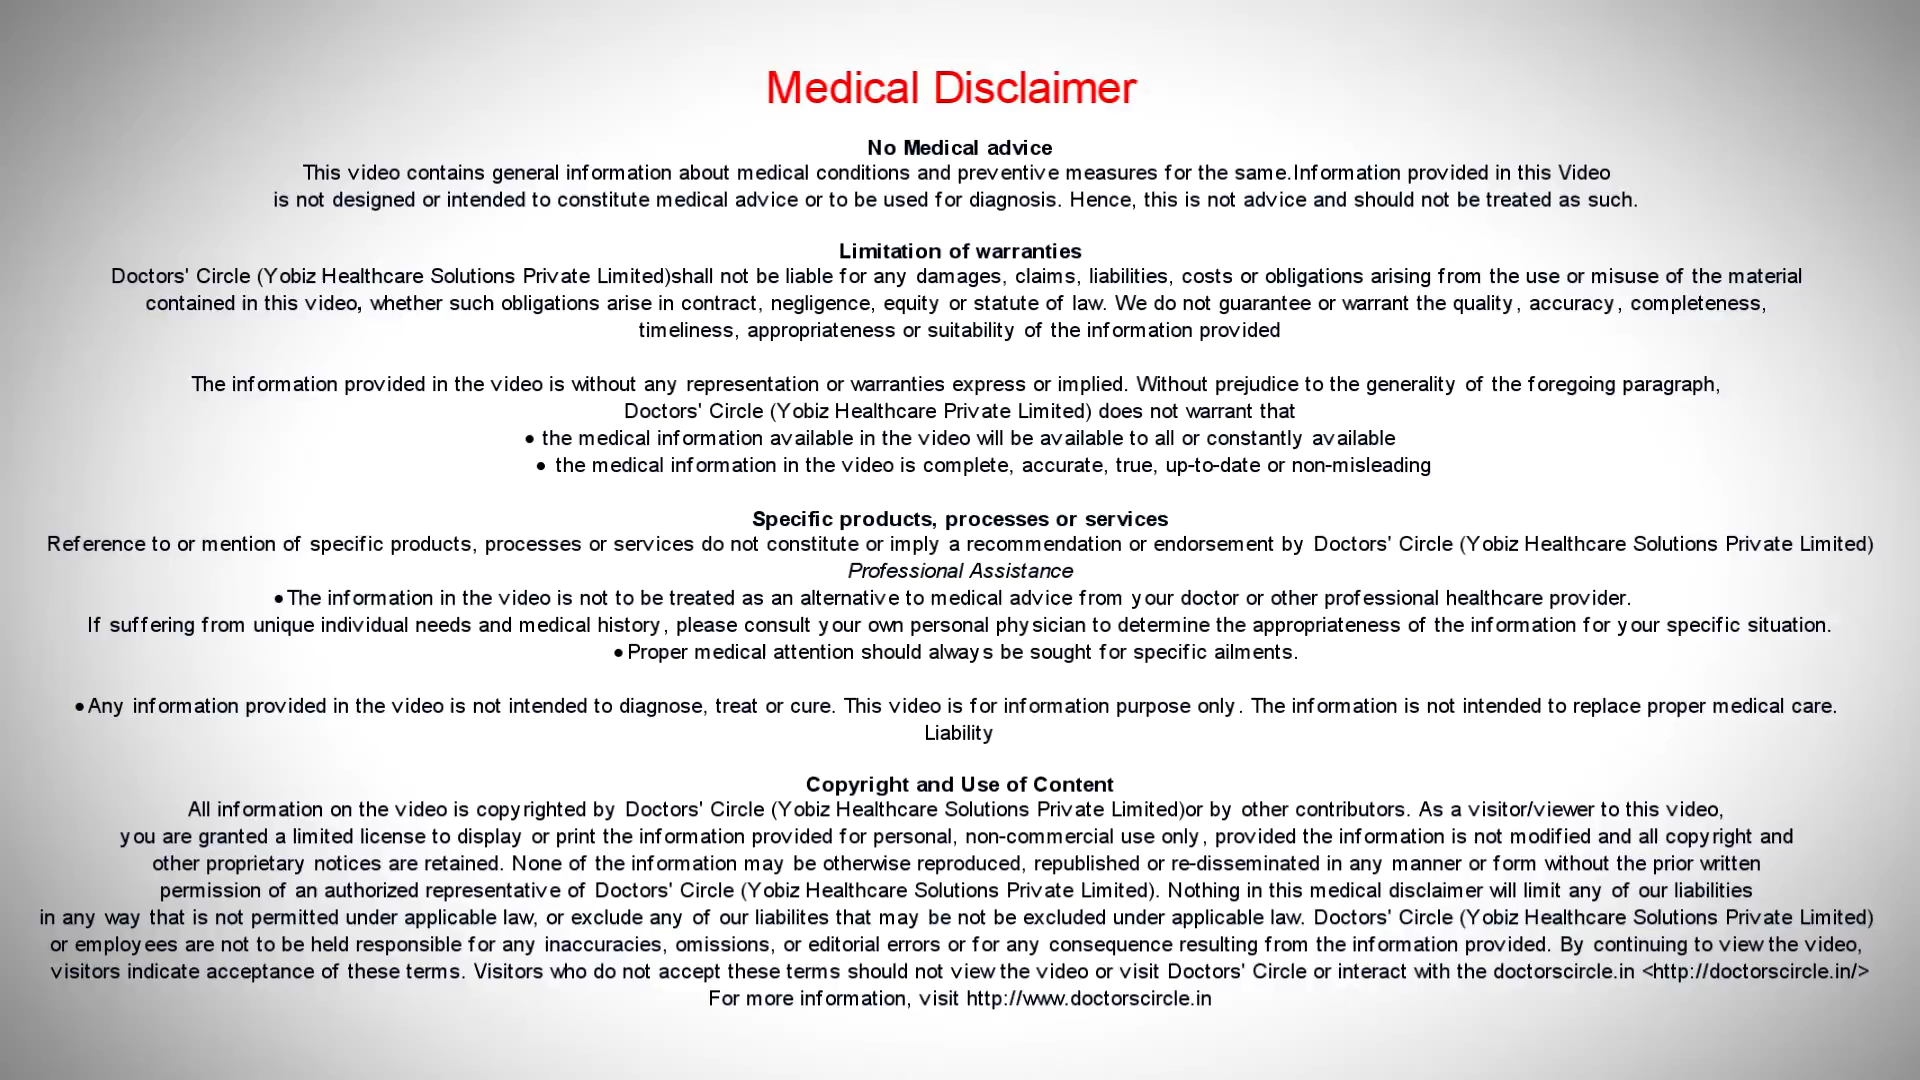 Medical Disclaimer
No Medical advice
This video contains general information about medical conditions and preventive measures for the same.Information provided in this Video
is not designed or intended to constitute medical advice or to be used for diagnosis. Hence, this is not advice and should not be treated as such.
Limitation of warranties
Doctors' Circle (Yobiz Healthcare Solutions Private Limited)shall not be liable for any damages, claims, liabilities, costs or obligations arising from the use or misuse of the material
contained in this video, whether such obligations arise in contract, negligence, equity or statute of law. We do not guarantee or warrant the quality, accuracy, completeness,
timeliness, appropriateness or suitability of the information provided
The information provided in the video is without any representation or warranties express or implied. Without prejudice to the generality of the foregoing paragraph,
Doctors' Circle (Yobiz Healthcare Private Limited) does not warrant that
• the medical information available in the video will be available to all or constantly available
• the medical information in the video is complete, accurate, true, up-to-date or non-misleading
Specific products, processes or services
Reference to or mention of specific products, processes or services do not constitute or imply a recommendation or endorsement by Doctors' Circle (Yobiz Healthcare Solutions Private Limited)
Professional Assistance
•The information in the video is not to be treated as an alternative to medical advice from your doctor or other professional healthcare provider.
If suffering from unique individual needs and medical history, please consult your own personal physician to determine the appropriateness of the information for your specific situation.
•Proper medical attention should always be sought for specific ailments.
•Any information provided in the video is not intended to diagnose, treat or cure. This video is for information purpose only. The information is not intended to replace proper medical care.
Liability
Copyright and Use of Content
All information on the video is copyrighted by Doctors' Circle (Yobiz Healthcare Solutions Private Limited)or by other contributors. As a visitor/viewer to this video,
you are granted a limited license to display or print the information provided for personal, non-commercial use only, provided the information is not modified and all copyright and
other proprietary notices are retained. None of the information may be otherwise reproduced, republished or re-disseminated in any manner or form without the prior written
permission of an authorized representative of Doctors' Circle (Yobiz Healthcare Solutions Private Limited). Nothing in this medical disclaimer will limit any of our liabilities
in any way that is not permitted under applicable law, or exclude any of our liabilites that may be not be excluded under applicable law. Doctors' Circle (Yobiz Healthcare Solutions Private Limited)
or employees are not to be held responsible for any inaccuracies, omissions, or editorial errors or for any consequence resulting from the information provided. By continuing to view the video,
visitors indicate acceptance of these terms. Visitors who do not accept these terms should not view the video or visit Doctors' Circle or interact with the doctorscircle.in <http://doctorscircle.in/>
For more information, visit http://www.doctorscircle.in